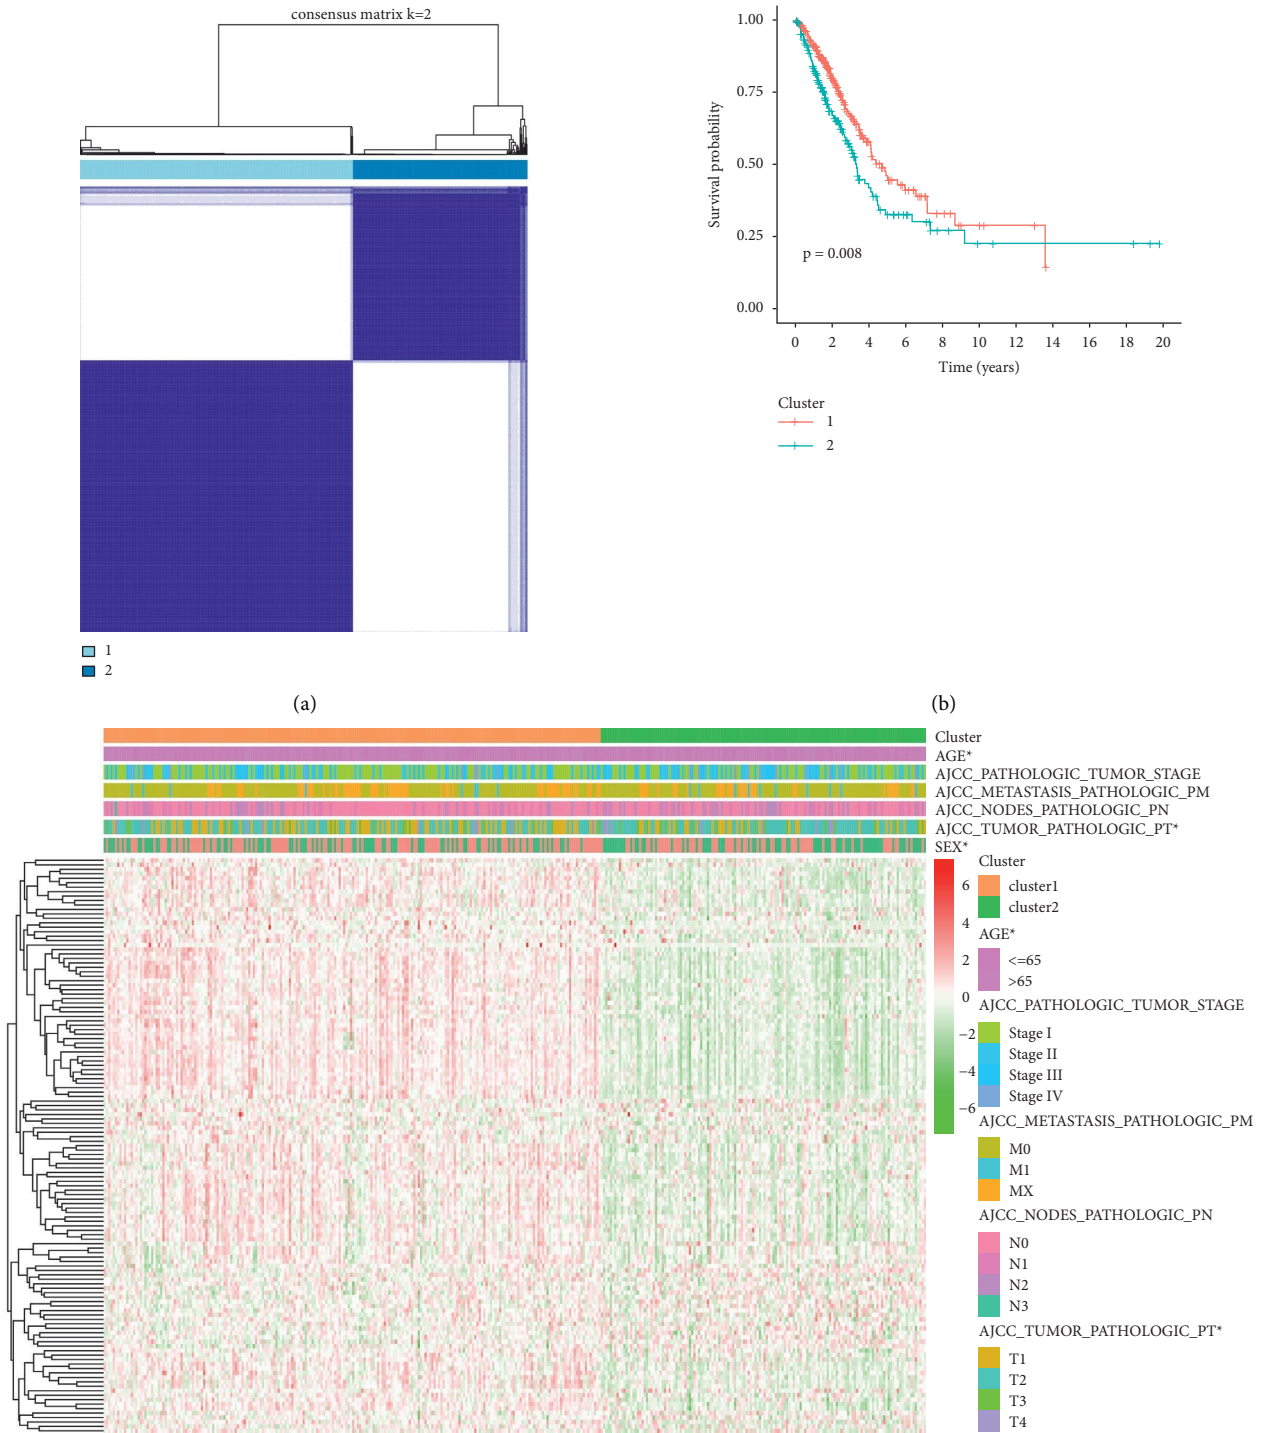 consensus matrix k=2
1
2
(a)
Survival probability
1.00
0.75
0.50
0.25
0.00
p = 0.008
0 2 4 6 8 10 12 14 16 18 20
Time (years)
Cluster
1
2
(b)
Cluster
AGE*
AJCC_PATHOLOGIC_TUMOR_STAGE
AJCC_METASTASIS_PATHOLOGIC_PM
AJCC_NODES_PATHOLOGIC_PN
AJCC_TUMOR_PATHOLOGIC_PT*
SEX*
6
4
2
0
−2
−4
−6
Cluster
cluster1
cluster2
AGE*
<=65
>65
AJCC_PATHOLOGIC_TUMOR_STAGE
Stage I
Stage II
Stage III
Stage IV
AJCC_METASTASIS_PATHOLOGIC_PM
M0
M1
MX
AJCC_NODES_PATHOLOGIC_PN
N0
N1
N2
N3
AJCC_TUMOR_PATHOLOGIC_PT*
T1
T2
T3
T4